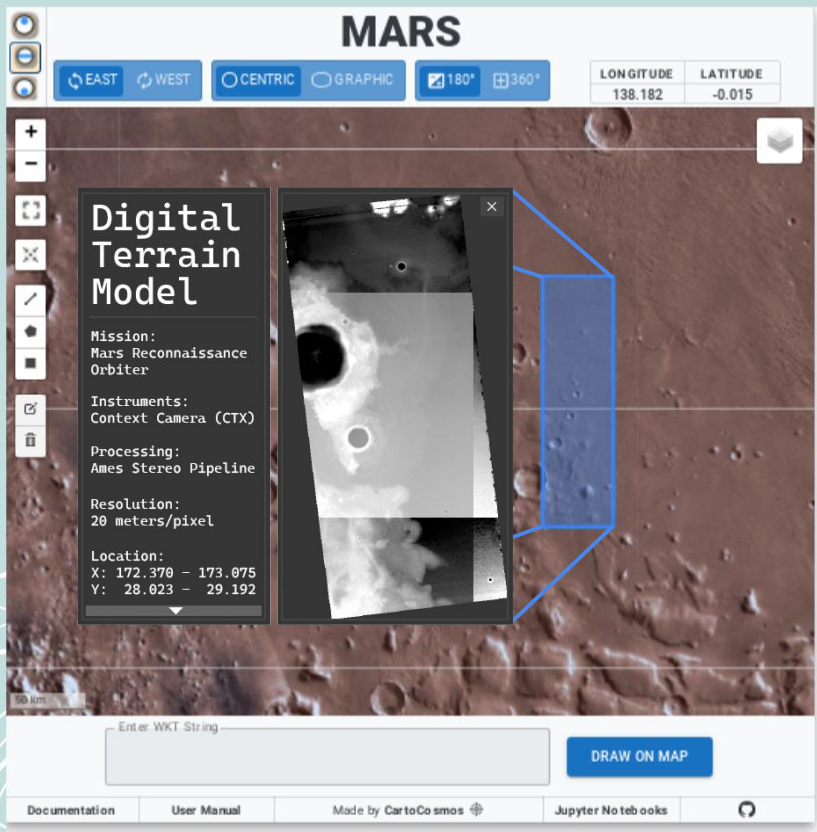 MARS
EAST WEST
CENTRIC GRAPHIC
180° 360°
LONGITUDE LATITUDE
138.182 -0.015
+
−
Digital
Terrain
Model
Mission:
Mars Reconnaissance
Orbiter
Instruments:
Context Camera (CTX)
Processing:
Ames Stereo Pipeline
Resolution:
20 meters/pixel
Location:
X: 172.370 – 173.075
Y: 28.023 – 29.192
50 km
Enter WKT String
DRAW ON MAP
Documentation User Manual Made by CartoCosmos Jupyter Notebooks